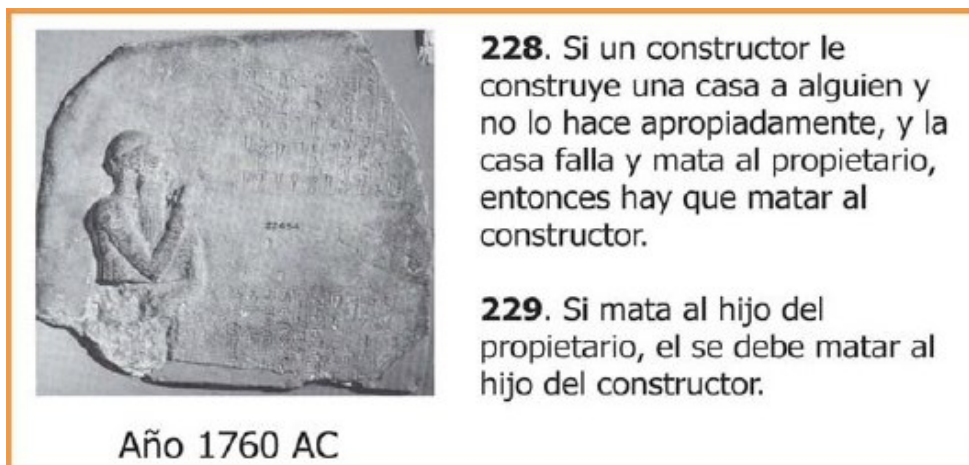 228. Si un constructor le
construye una casa a alguien y
no lo hace apropiadamente, y la
casa falla y mata al propietario,
entonces hay que matar al
constructor.
229. Si mata al hijo del
propietario, el se debe matar al
hijo del constructor.
Año 1760 AC